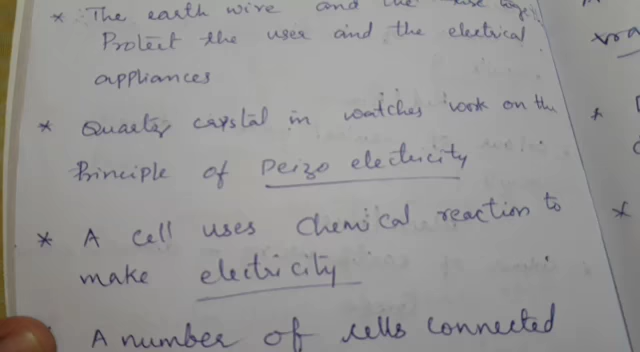 * The earth wire and the
Protect the user and the electrical
appliances
* Quartz crystal in watches work on the
Principle of Peizo electricity
* A cell uses Chemical reaction to
make electricity
A number of cells connected